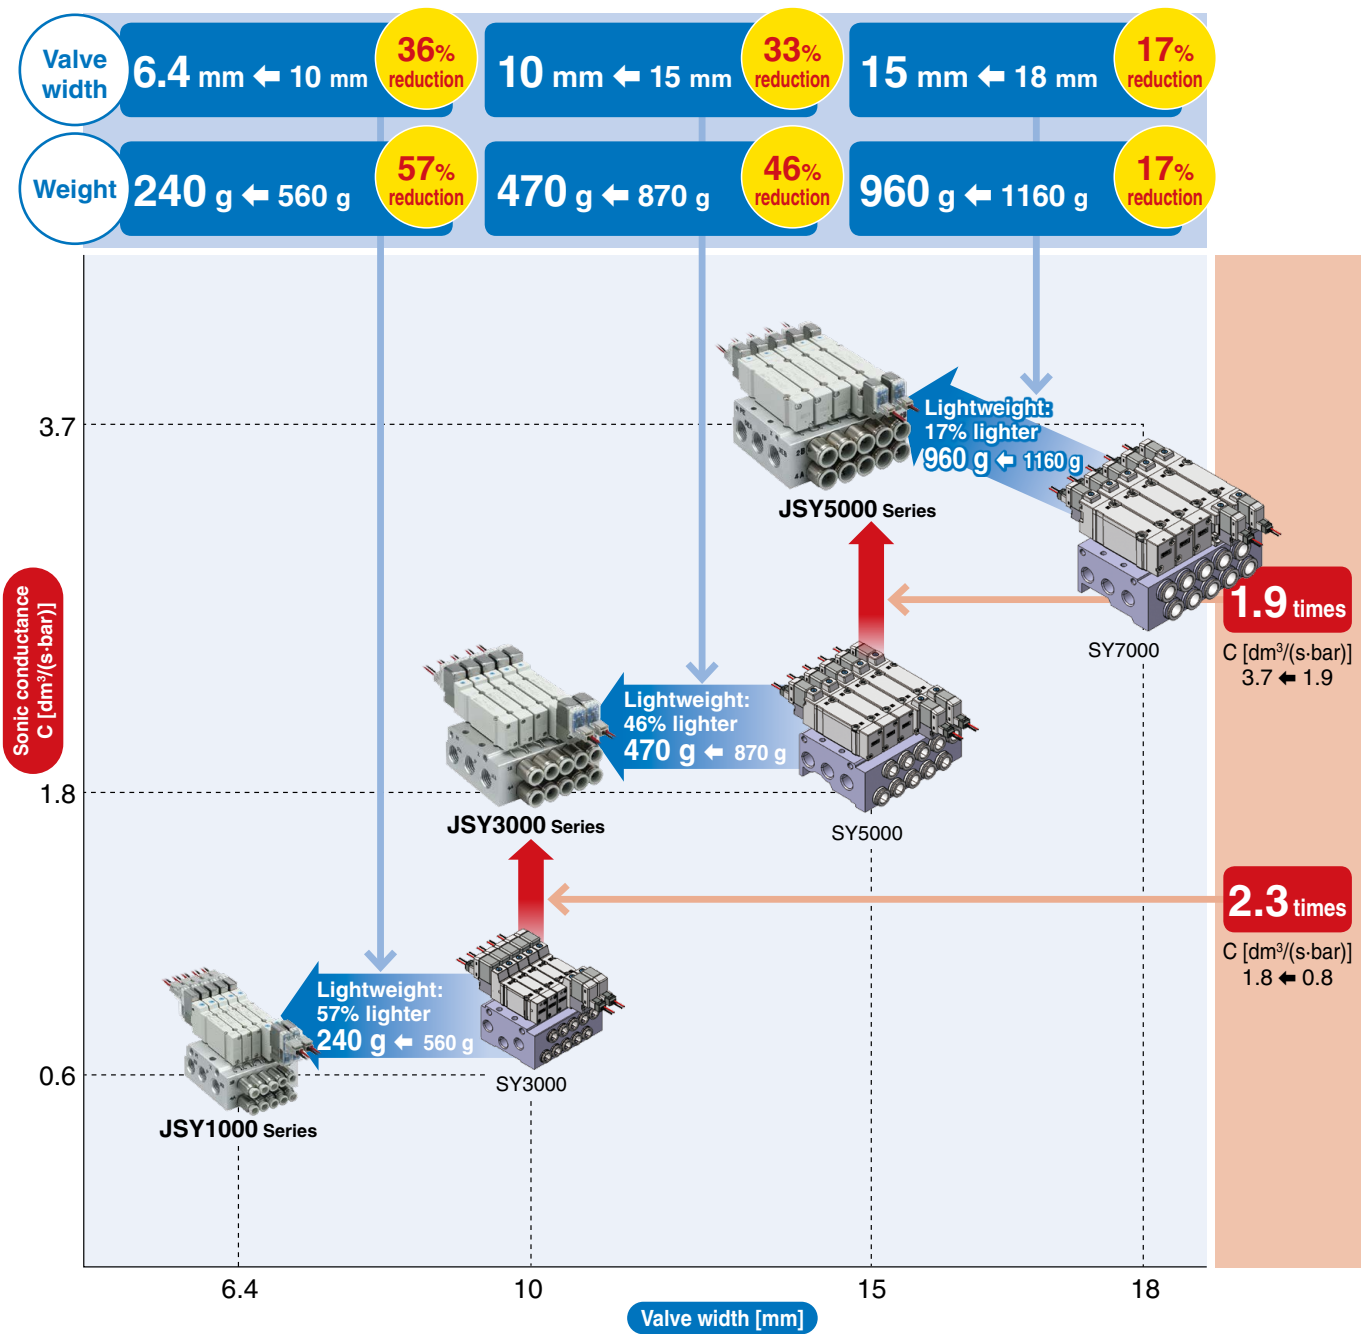 Valve
width
6.4 mm ← 10 mm
36%
reduction
10 mm ← 15 mm
33%
reduction
15 mm ← 18 mm
17%
reduction
Weight
240 g ← 560 g
57%
reduction
470 g ← 870 g
46%
reduction
960 g ← 1160 g
17%
reduction
3.7
Lightweight:
17% lighter
960 g ← 1160 g
JSY5000 Series
SY7000
1.9 times
C [dm³/(s·bar)]
3.7 ← 1.9
Sonic conductance
C [dm³/(s·bar)]
Lightweight:
46% lighter
470 g ← 870 g
1.8
JSY3000 Series
SY5000
2.3 times
C [dm³/(s·bar)]
1.8 ← 0.8
Lightweight:
57% lighter
240 g ← 560 g
0.6
SY3000
JSY1000 Series
6.4
10
15
18
Valve width [mm]